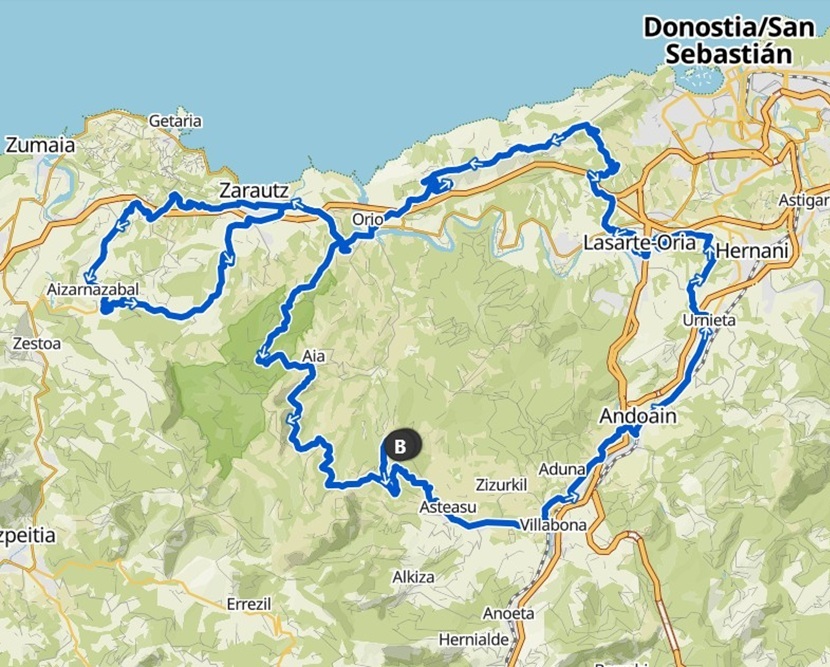 Donostia/San
Sebastián
Getaria
Zumaia
Zarautz
Orio
Astigar
Lasarte-Oria
Hernani
Aizarnazabal
Urnieta
Zestoa
Aia
Andoain
B
Aduna
Zizurkil
Asteasu
Villabona
zpeitia
Alkiza
Errezil
Anoeta
Hernialde